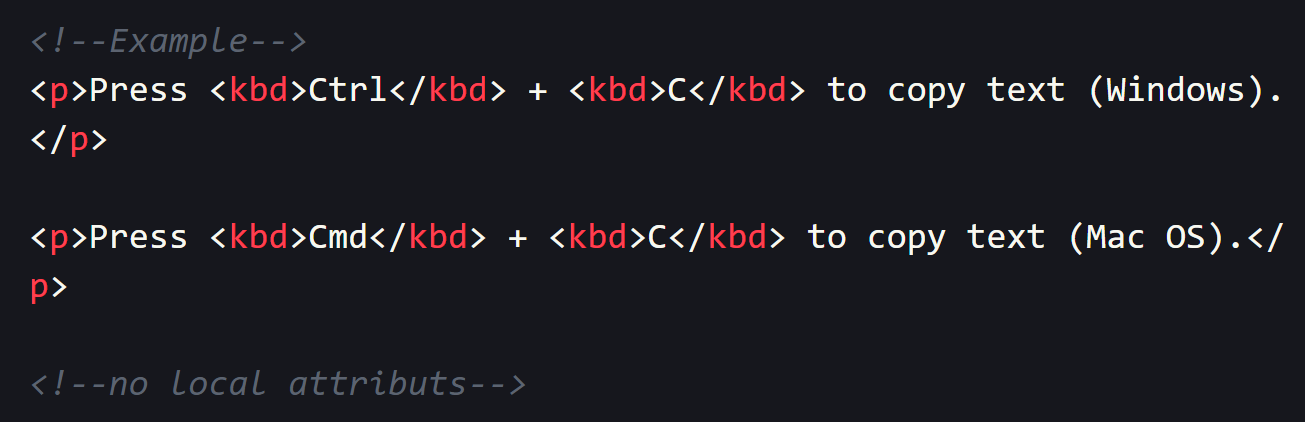 <!--Example-->
<p>Press <kbd>Ctrl</kbd> + <kbd>C</kbd> to copy text (Windows).
</p>
<p>Press <kbd>Cmd</kbd> + <kbd>C</kbd> to copy text (Mac OS).</
p>
<!--no local attributs-->